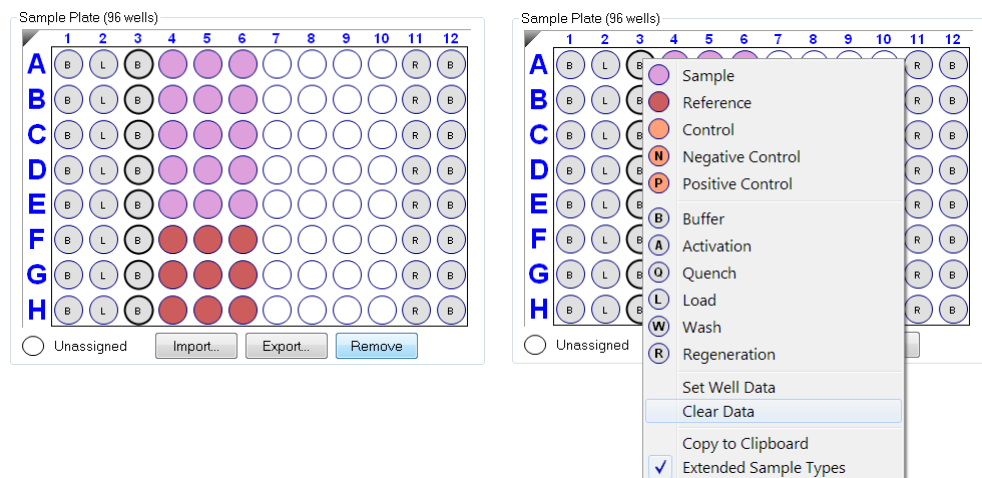 Sample Plate (96 wells)
1 2 3 4 5 6 7 8 9 10 11 12
A B L B R B
B B L B R B
C B L B R B
D B L B R B
E B L B R B
F B L B R B
G B L B R B
H B L B R B
Unassigned Import... Export... Remove
Sample Plate (96 wells)
1 2 3 4 5 6 7 8 9 10 11 12
A B L B R B
B B L R B
C B L R B
D B L R B
E B L R B
F B L R B
G B L R B
H B L R B
Unassigned
Sample
Reference
Control
N Negative Control
P Positive Control
B Buffer
A Activation
Q Quench
L Load
W Wash
R Regeneration
Set Well Data
Clear Data
Copy to Clipboard
Extended Sample Types